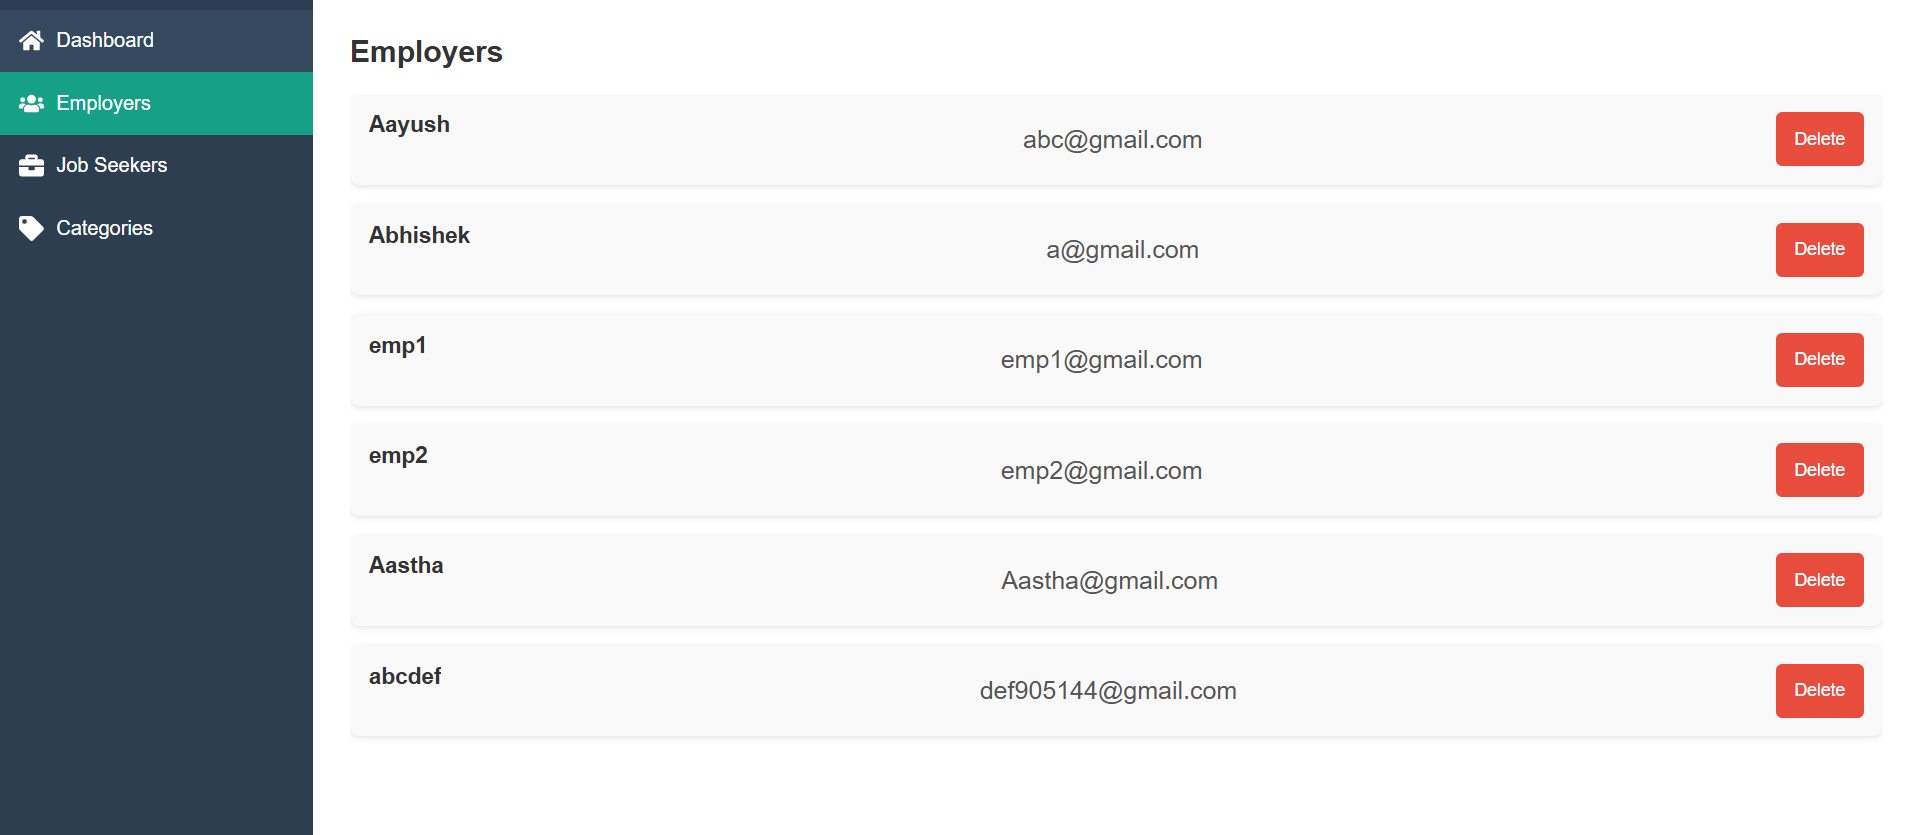 Dashboard
Employers
Job Seekers
Categories
Employers
Aayush
abc@gmail.com
Delete
Abhishek
a@gmail.com
Delete
emp1
emp1@gmail.com
Delete
emp2
emp2@gmail.com
Delete
Aastha
Aastha@gmail.com
Delete
abcdef
def905144@gmail.com
Delete